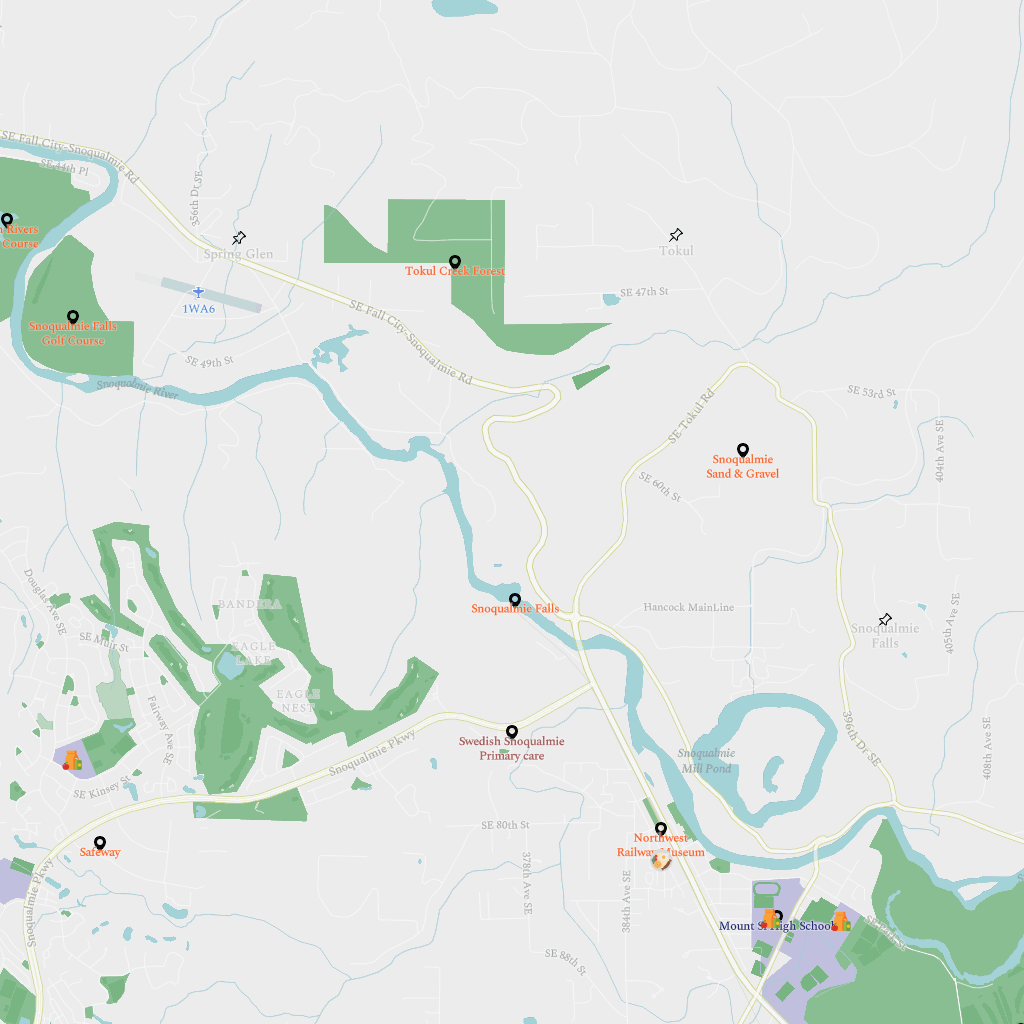 SE Fall City-Snoqualmie Rd
SE 44th Pl
356th Dr SE
Rivers
Course
Spring Glen
Tokul
Tokul Creek Forest
1WA6
SE 47th St
SE Fall City-Snoqualmie Rd
Snoqualmie Falls
Golf Course
SE 49th St
Snoqualmie River
SE Tokul Rd
SE 53rd St
404th Ave SE
Snoqualmie
Sand & Gravel
SE 60th St
Douglas Ave SE
BANDERA
SE Muir St
EAGLE
LAKE
EAGLE
NEST
Fairway Ave SE
Snoqualmie Falls
Hancock MainLine
Snoqualmie
Falls
405th Ave SE
Swedish Snoqualmie
Primary care
Snoqualmie Pkwy
Snoqualmie
Mill Pond
396th Dr SE
408th Ave SE
SE Kinsey St
SE 80th St
Safeway
Northwest
Railway Museum
Snoqualmie Pkwy
378th Ave SE
384th Ave SE
Mount Si High School
SE Park St
SE 88th St